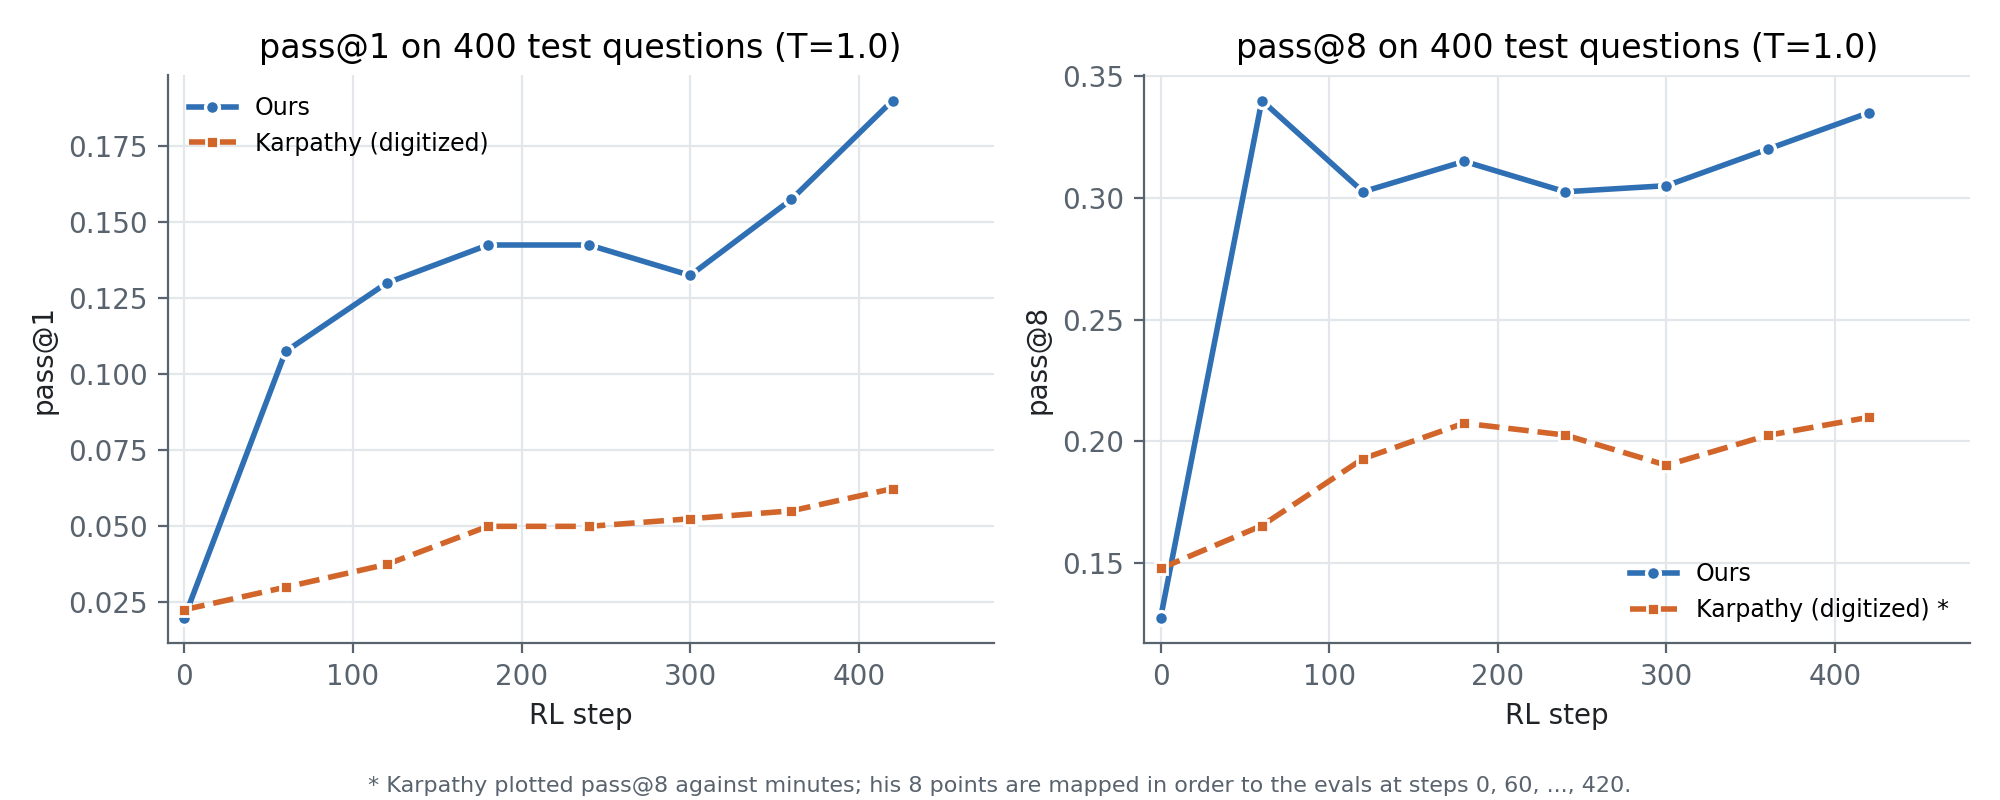 pass@1 on 400 test questions (T=1.0)
Ours
Karpathy (digitized)
pass@1
0.175
0.150
0.125
0.100
0.075
0.050
0.025
0
100
200
300
400
RL step
pass@8 on 400 test questions (T=1.0)
pass@8
0.35
0.30
0.25
0.20
0.15
Ours
Karpathy (digitized) *
0
100
200
300
400
RL step
* Karpathy plotted pass@8 against minutes; his 8 points are mapped in order to the evals at steps 0, 60, ..., 420.